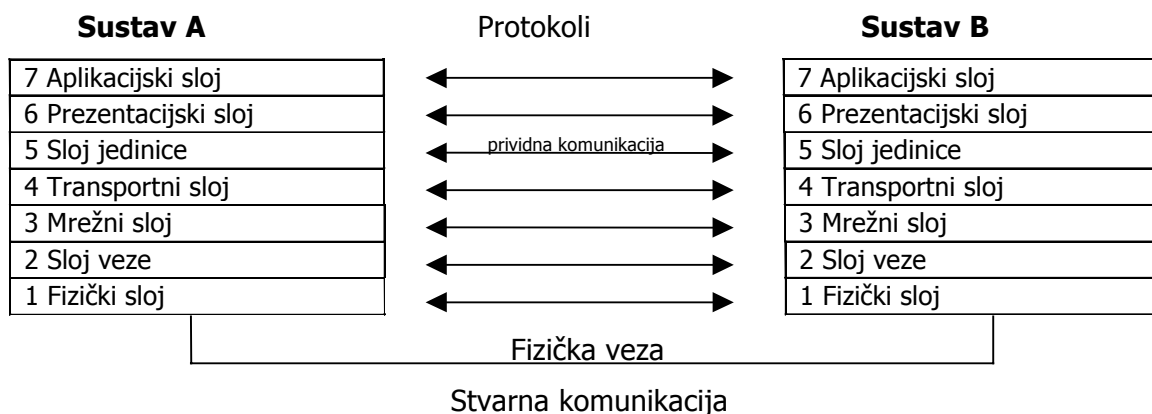 Sustav A Protokoli Sustav B
7 Aplikacijski sloj 7 Aplikacijski sloj
6 Prezentacijski sloj 6 Prezentacijski sloj
5 Sloj jedinice prividna komunikacija 5 Sloj jedinice
4 Transportni sloj 4 Transportni sloj
3 Mrežni sloj 3 Mrežni sloj
2 Sloj veze 2 Sloj veze
1 Fizički sloj 1 Fizički sloj
Fizička veza
Stvarna komunikacija